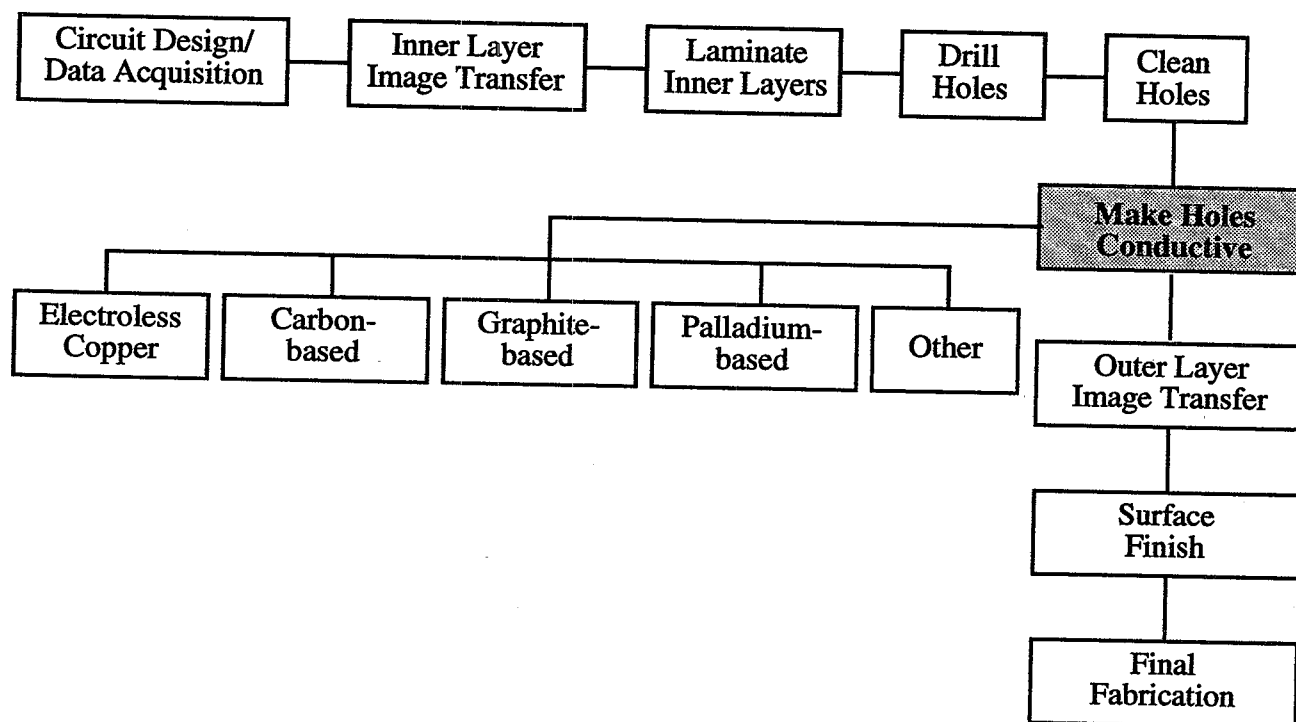 Circuit Design/
Data Acquisition
Inner Layer
Image Transfer
Laminate
Inner Layers
Drill
Holes
Clean
Holes
Make Holes
Conductive
Electroless
Copper
Carbon-
based
Graphite-
based
Palladium-
based
Other
Outer Layer
Image Transfer
Surface
Finish
Final
Fabrication